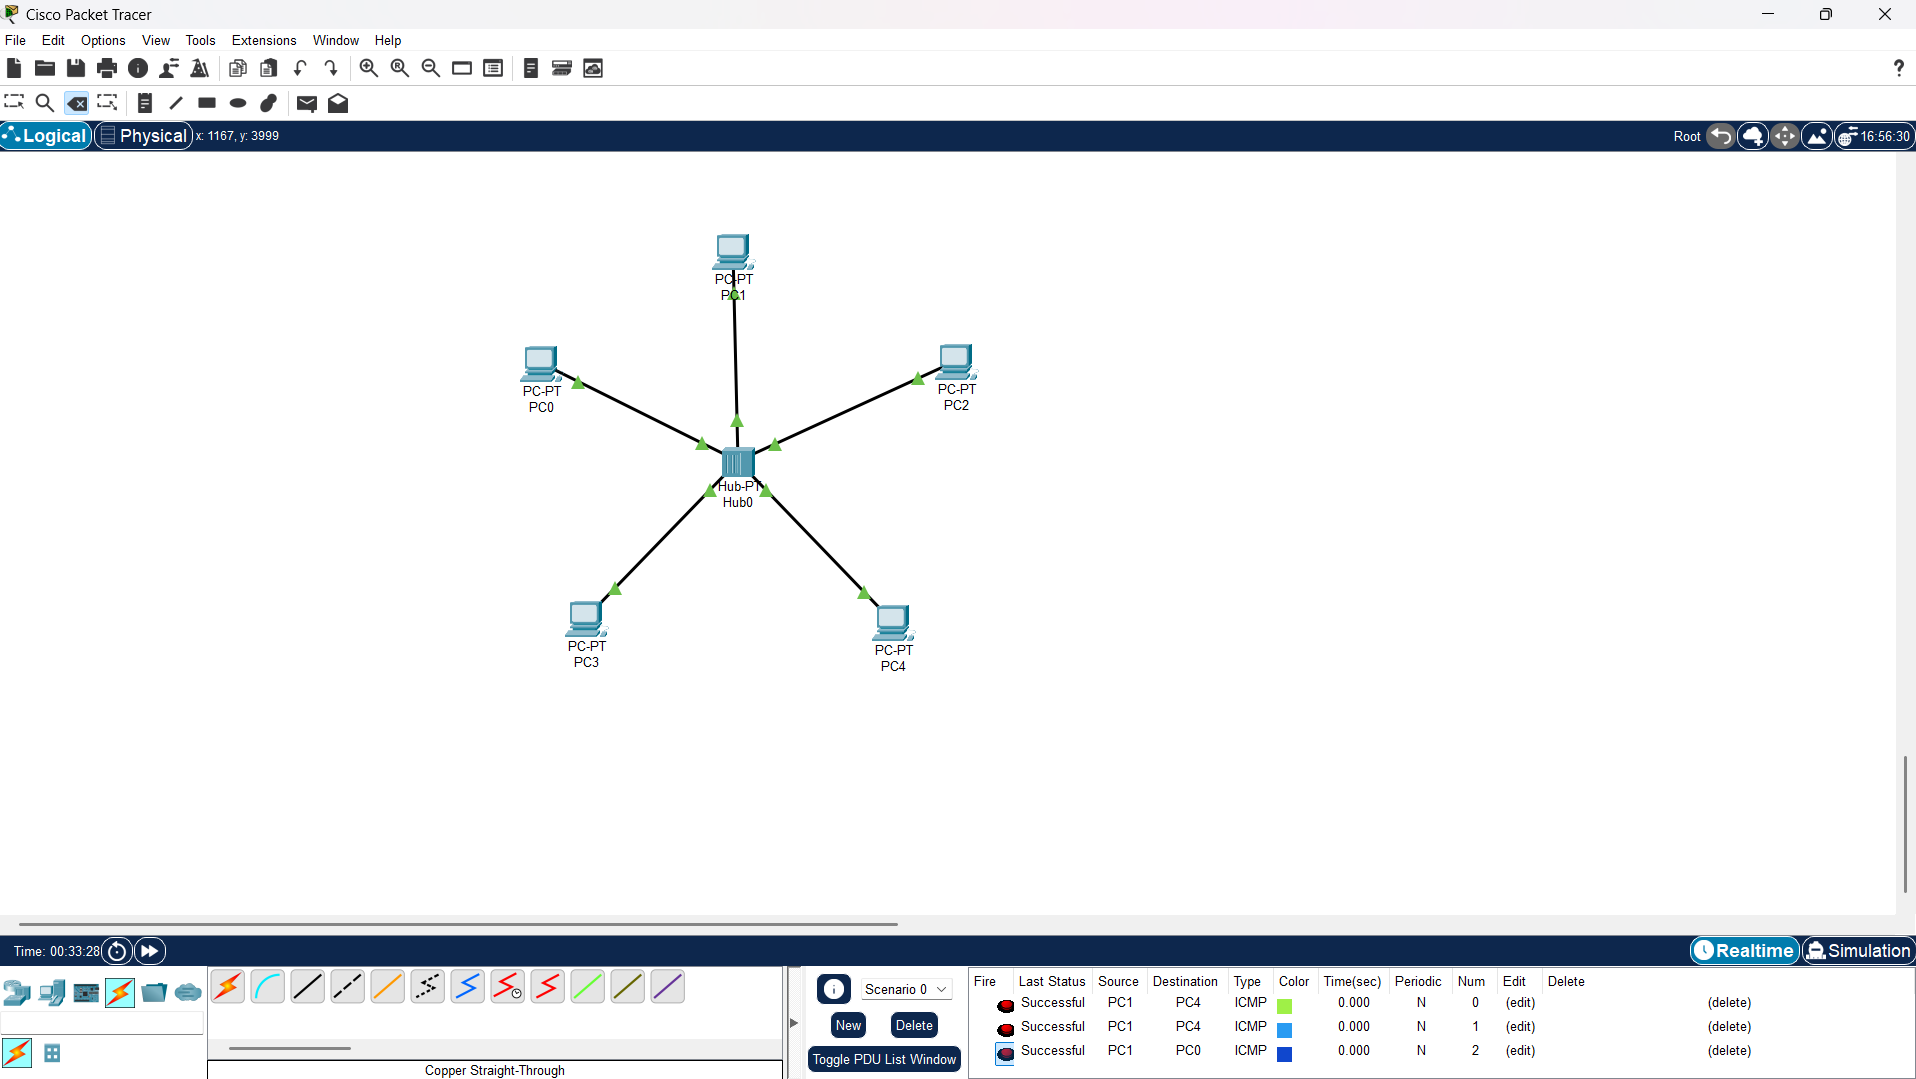 Cisco Packet Tracer
File Edit Options View Tools Extensions Window Help
Logical Physical x: 1167, y: 3999 Root 16:56:30
PC-PT
PC1
PC-PT
PC0
PC-PT
PC2
Hub-PT
Hub0
PC-PT
PC3
PC-PT
PC4
Time: 00:33:28 Realtime Simulation
Scenario 0
New Delete
Toggle PDU List Window
Copper Straight-Through
Fire Last Status Source Destination Type Color Time(sec) Periodic Num Edit Delete
Successful PC1 PC4 ICMP 0.000 N 0 (edit) (delete)
Successful PC1 PC4 ICMP 0.000 N 1 (edit) (delete)
Successful PC1 PC0 ICMP 0.000 N 2 (edit) (delete)